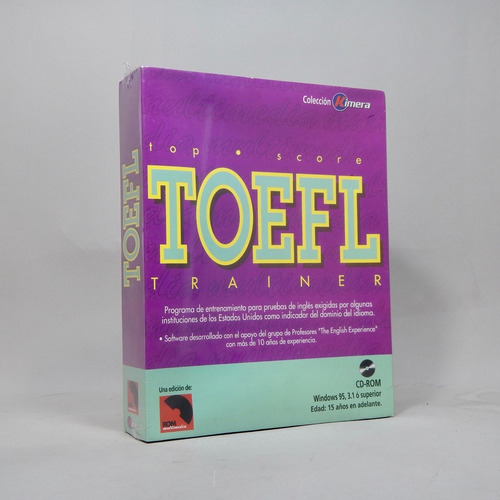 Colección Kimera
top • score
TOEFL
TRAINER
Programa de entrenamiento para pruebas de inglés exigidas por algunas
instituciones de los Estados Unidos como indicador del dominio del idioma.
• Software desarrollado con el apoyo del grupo de Profesores "The English Experience"
con más de 10 años de experiencia.
CD-ROM
Windows 95, 3.1 ó superior
Edad: 15 años en adelante.
Una edición de:
ROM
multimedia
TOEFL